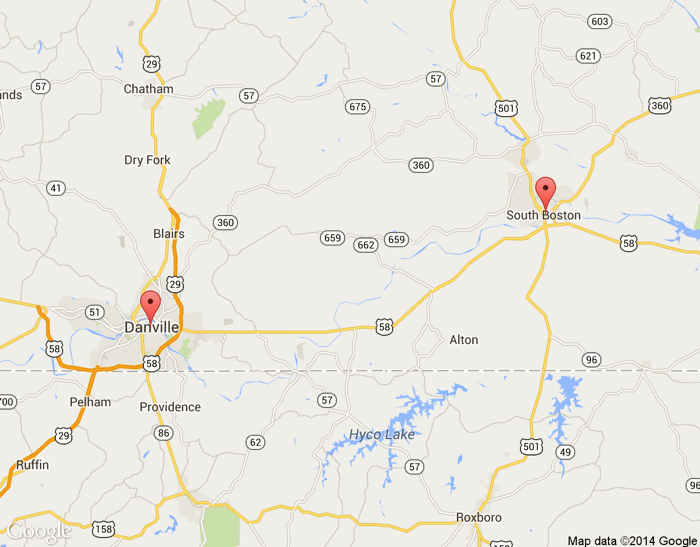 603
29
621
57
57
Chatham
57
ands
675
501
360
Dry Fork
360
41
South Boston
360
Blairs
659
662
659
58
29
51
Danville
58
58
58
Alton
96
Pelham
Providence
57
700
86
62
Hyco Lake
29
501
49
57
Ruffin
96
Roxboro
158
158
Google
Map data ©2014 Google